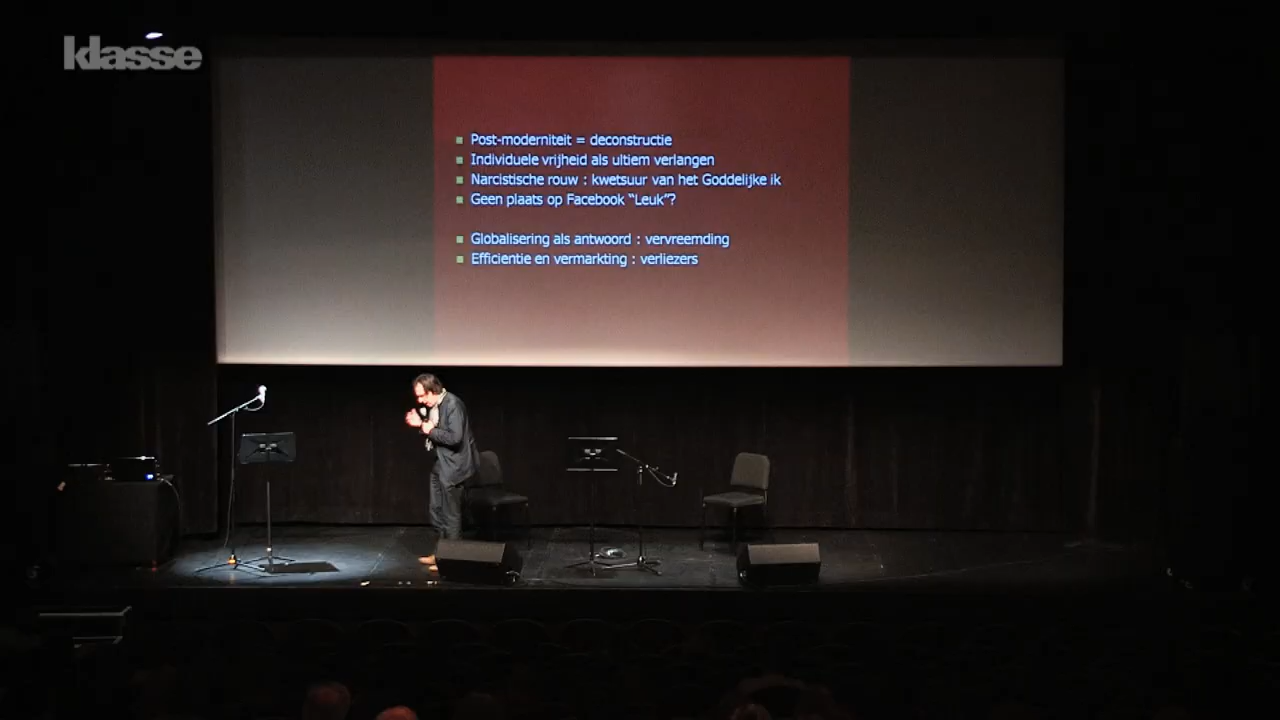 klasse
Post-moderniteit = deconstructie
Individuele vrijheid als ultiem verlangen
Narcistische rouw : kwetsuur van het Goddelijke ik
Geen plaats op Facebook “Leuk”?
Globalisering als antwoord : vervreemding
Efficientie en vermarkting : verliezers